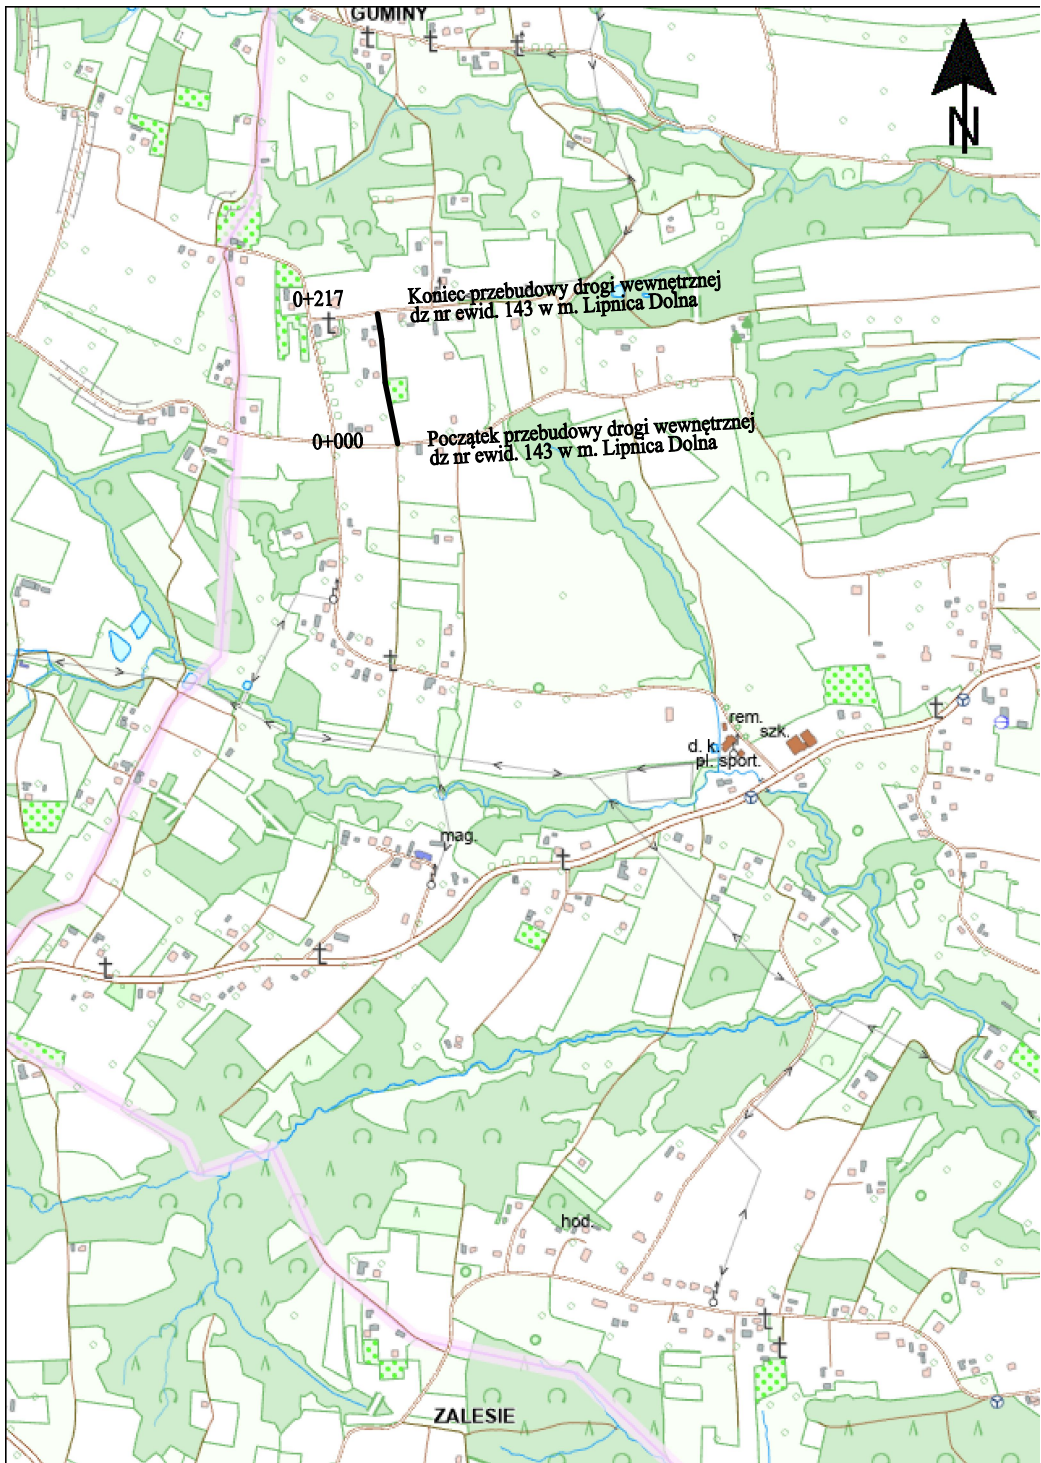 GUMINY
N
0+217
Koniec przebudowy drogi wewnętrznej
dz nr ewid. 143 w m. Lipnica Dolna
0+000
Początek przebudowy drogi wewnętrznej
dz nr ewid. 143 w m. Lipnica Dolna
rem.
szk.
d. k.
pl. sport.
mag.
hod.
ZALESIE